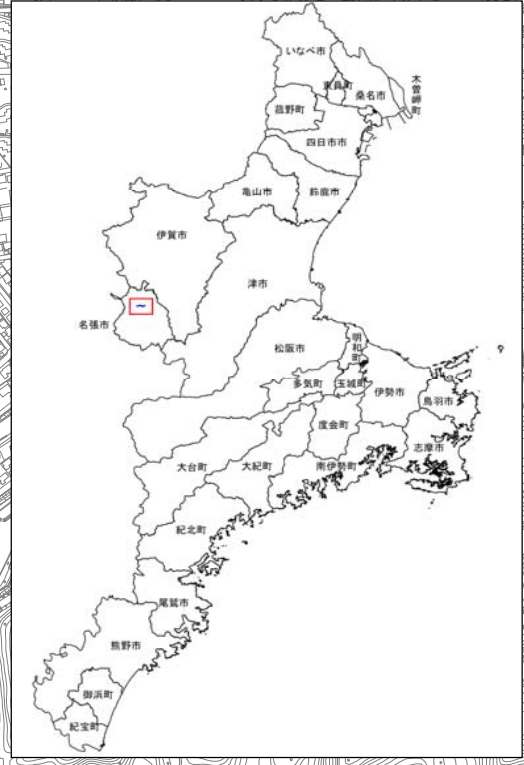 いなべ市
東員町
桑名市
木曽岬町
菰野町
四日市市
亀山市
鈴鹿市
伊賀市
津市
名張市
松阪市
明和町
多気町
玉城町
伊勢市
鳥羽市
度会町
志摩市
大台町
大紀町
南伊勢町
紀北町
尾鷲市
熊野市
御浜町
紀宝町